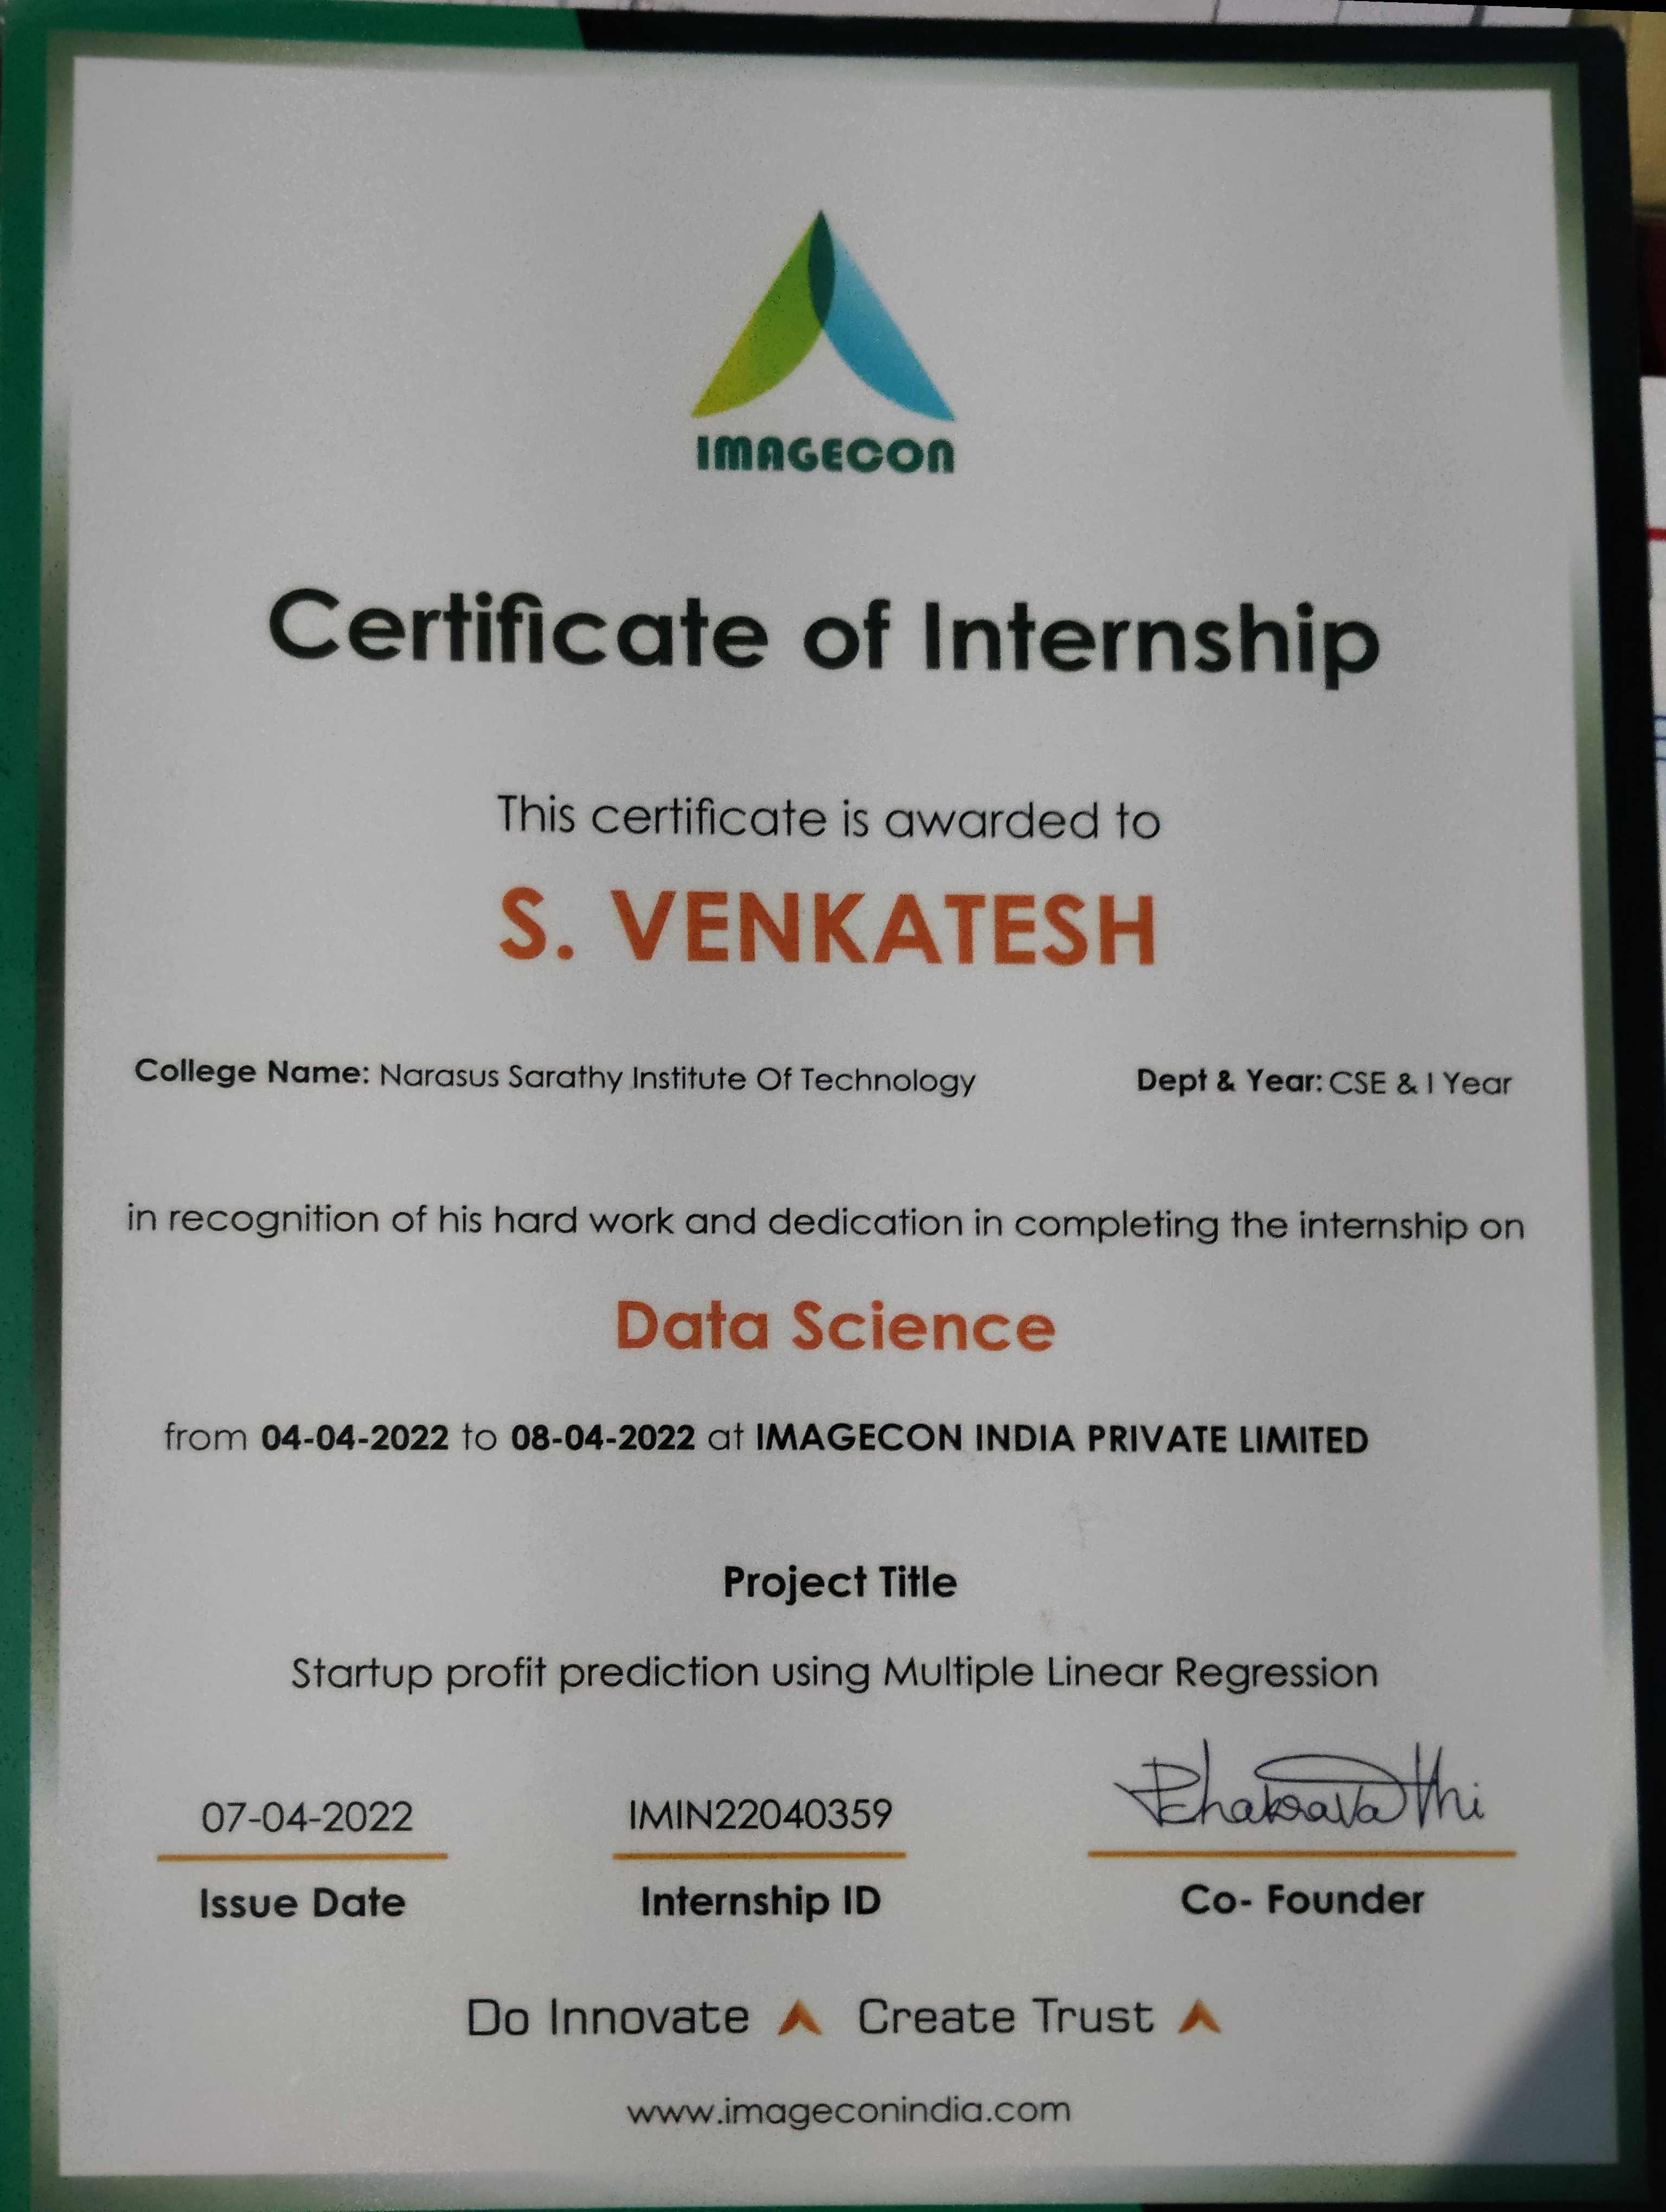 IMAGECON
Certificate of Internship
This certificate is awarded to
S. VENKATESH
College Name: Narasus Sarathy Institute Of Technology Dept & Year: CSE & I Year
in recognition of his hard work and dedication in completing the internship on
Data Science
from 04-04-2022 to 08-04-2022 at IMAGECON INDIA PRIVATE LIMITED
Project Title
Startup profit prediction using Multiple Linear Regression
07-04-2022 IMIN22040359
Issue Date Internship ID Co- Founder
Do Innovate Create Trust
www.imageconindia.com